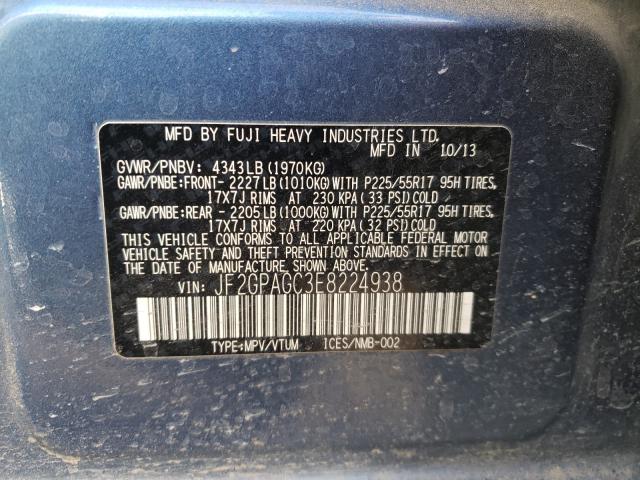 MFD BY FUJI HEAVY INDUSTRIES LTD.
MFD IN 10/13
GVWR/PNBV: 4343LB(1970KG)
GAWR/PNBE:FRONT- 2227LB(1010KG)WITH P225/55R17 95H TIRES,
17X7J RIMS AT 230 KPA(33 PSI)COLD
GAWR/PNBE:REAR - 2205LB(1000KG)WITH P225/55R17 95H TIRES,
17X7J RIMS AT 220 KPA(32 PSI)COLD
THIS VEHICLE CONFORMS TO ALL APPLICABLE FEDERAL MOTOR
VEHICLE SAFETY AND THEFT PREVENTION STANDARDS IN EFFECT ON
THE DATE OF MANUFACTURE SHOWN ABOVE.
VIN: JF2GPAGC3E8224938
TYPE:MPV/VTUM ICES/NMB-002